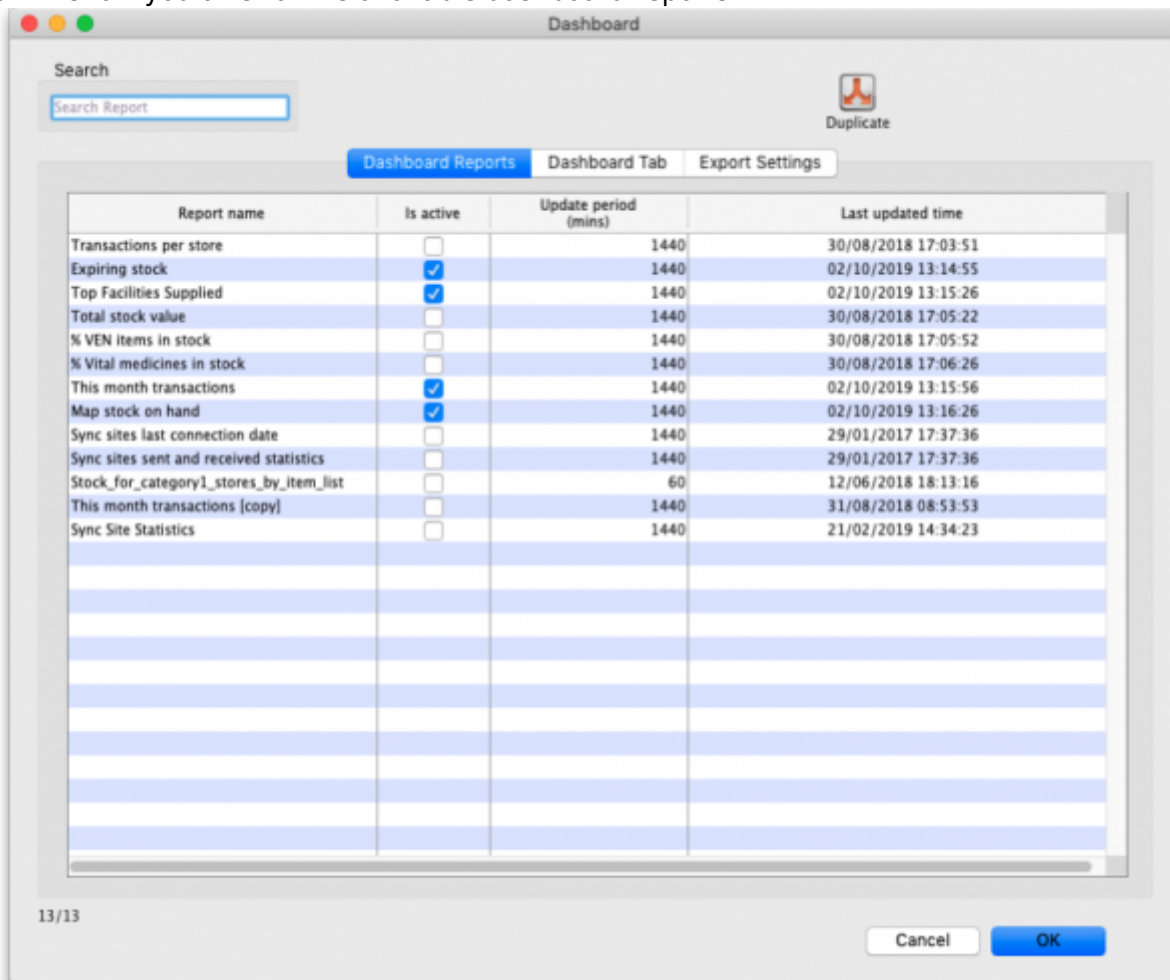 Dashboard
Search
Search Report
Duplicate
Dashboard Reports Dashboard Tab Export Settings
Report name Is active Update period (mins) Last updated time
Transactions per store 1440 30/08/2018 17:03:51
Expiring stock 1440 02/10/2019 13:14:55
Top Facilities Supplied 1440 02/10/2019 13:15:26
Total stock value 1440 30/08/2018 17:05:22
% VEN items in stock 1440 30/08/2018 17:05:52
% Vital medicines in stock 1440 30/08/2018 17:06:26
This month transactions 1440 02/10/2019 13:15:56
Map stock on hand 1440 02/10/2019 13:16:26
Sync sites last connection date 1440 29/01/2017 17:37:36
Sync sites sent and received statistics 1440 29/01/2017 17:37:36
Stock_for_category1_stores_by_item_list 60 12/06/2018 18:13:16
This month transactions [copy] 1440 31/08/2018 08:53:53
Sync Site Statistics 1440 21/02/2019 14:34:23
13/13
Cancel OK